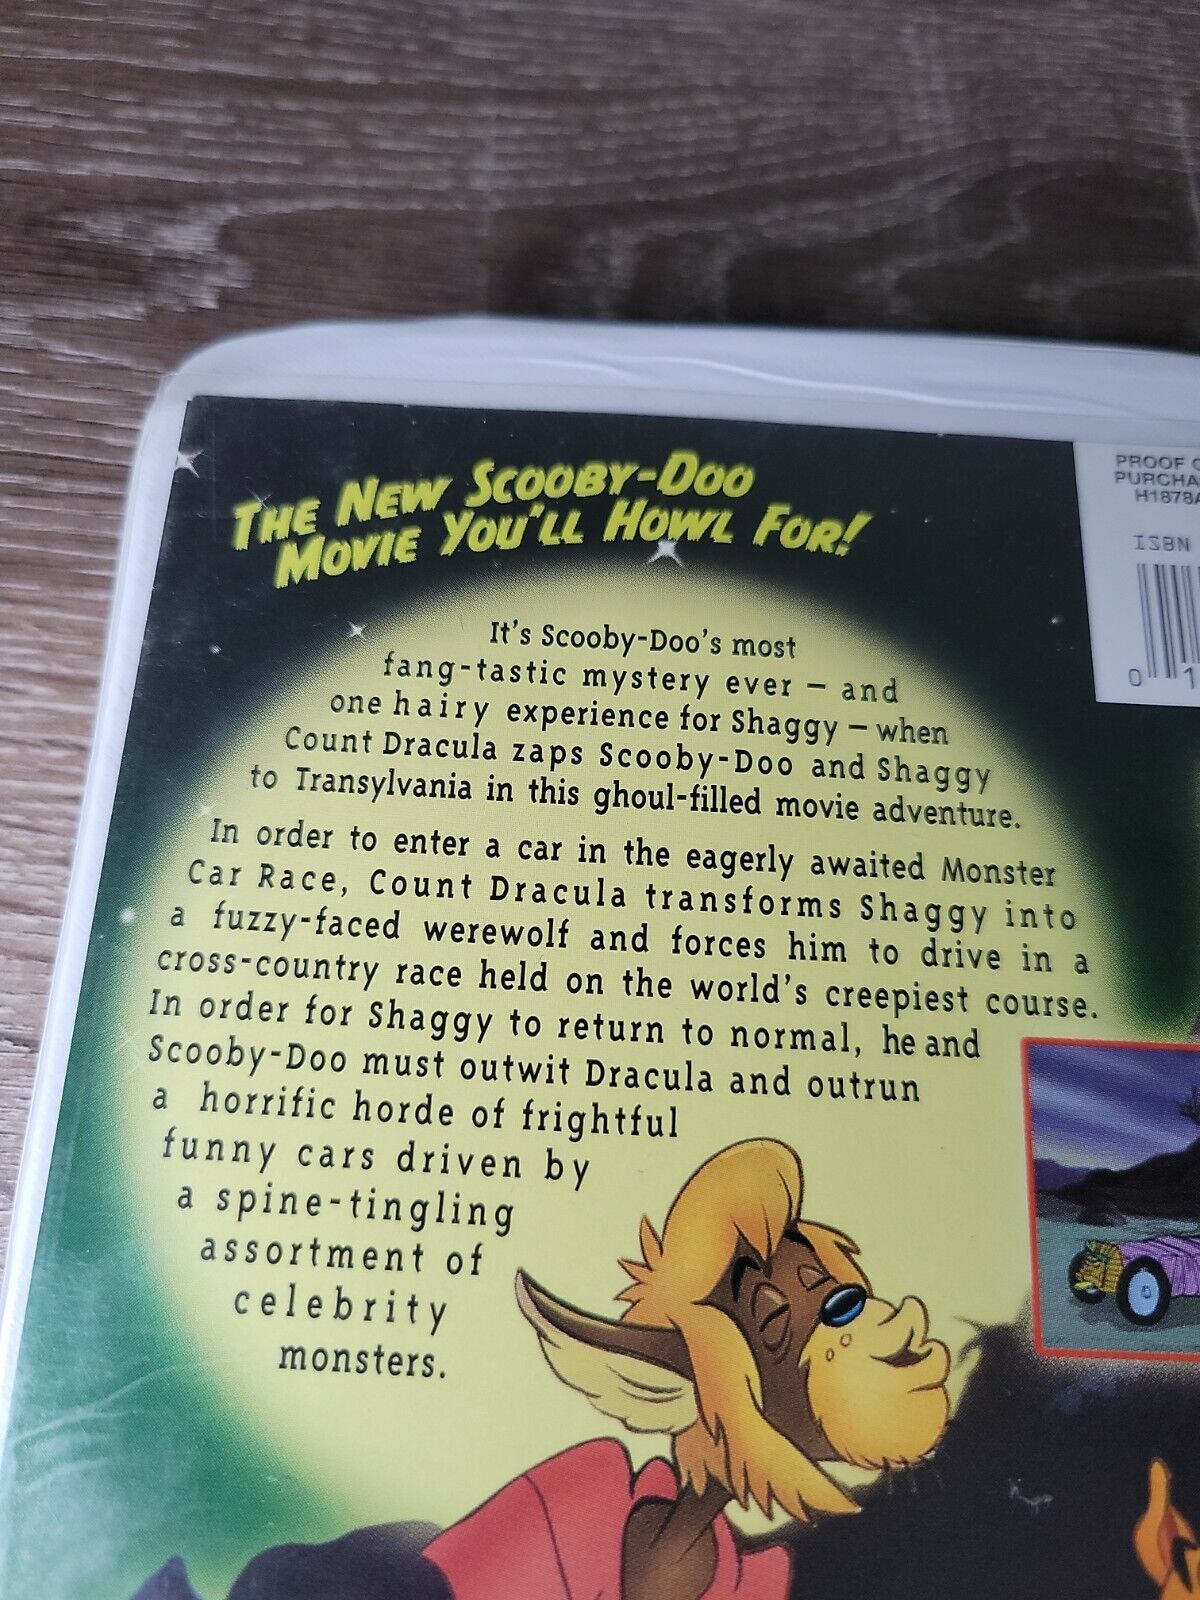 THE NEW SCOOBY-DOO
MOVIE YOU'LL HOWL FOR!
It's Scooby-Doo's most
fang-tastic mystery ever – and
one hairy experience for Shaggy – when
Count Dracula zaps Scooby-Doo and Shaggy
to Transylvania in this ghoul-filled movie adventure.
In order to enter a car in the eagerly awaited Monster
Car Race, Count Dracula transforms Shaggy into
a fuzzy-faced werewolf and forces him to drive in a
cross-country race held on the world's creepiest course.
In order for Shaggy to return to normal, he and
Scooby-Doo must outwit Dracula and outrun
a horrific horde of frightful
funny cars driven by
a spine-tingling
assortment of
celebrity
monsters.
PROOF
H1878A
ISBN
0 1